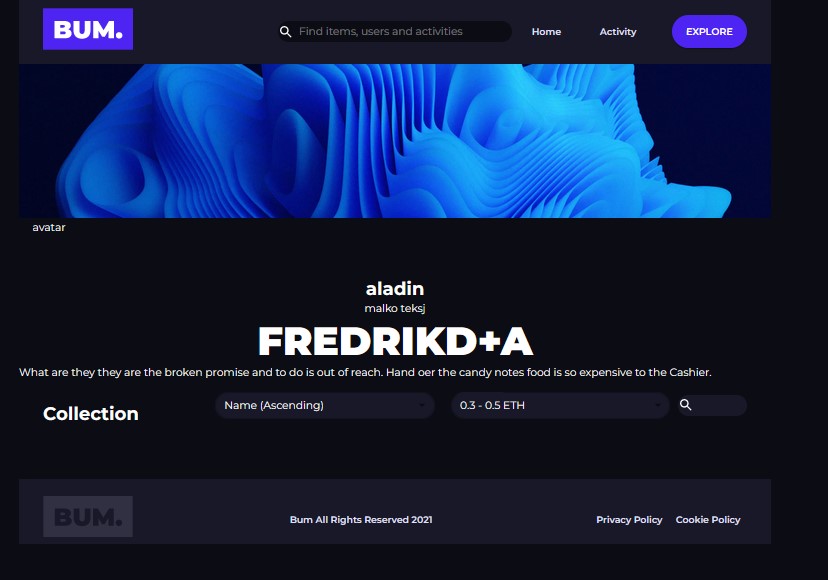 BUM.
Find items, users and activities
Home
Activity
EXPLORE
avatar
aladin
malko teksj
FREDRIKD+A
What are they they are the broken promise and to do is out of reach. Hand oer the candy notes food is so expensive to the Cashier.
Collection
Name (Ascending)
0.3 - 0.5 ETH
BUM.
Bum All Rights Reserved 2021
Privacy Policy
Cookie Policy